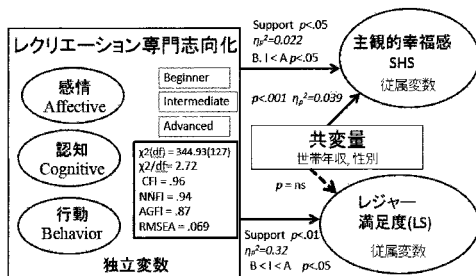 レクリエーション専門志向化
感情
Affective
認知
Cognitive
行動
Behavior
独立変数
Beginner
Intermediate
Advanced
χ2(df) = 344.93(127)
χ2/df= 2.72
CFI = .96
NNFI = .94
AGFI = .87
RMSEA = .069
Support p<.05
ηp²=0.022
B, I < A p<.05
主観的幸福感
SHS
従属変数
p<.001 ηp²=0.039
共変量
世帯年収, 性別
p = ns
レジャー
満足度(LS)
従属変数
Support p<.01
ηp²=0.32
B < I < A p<.05